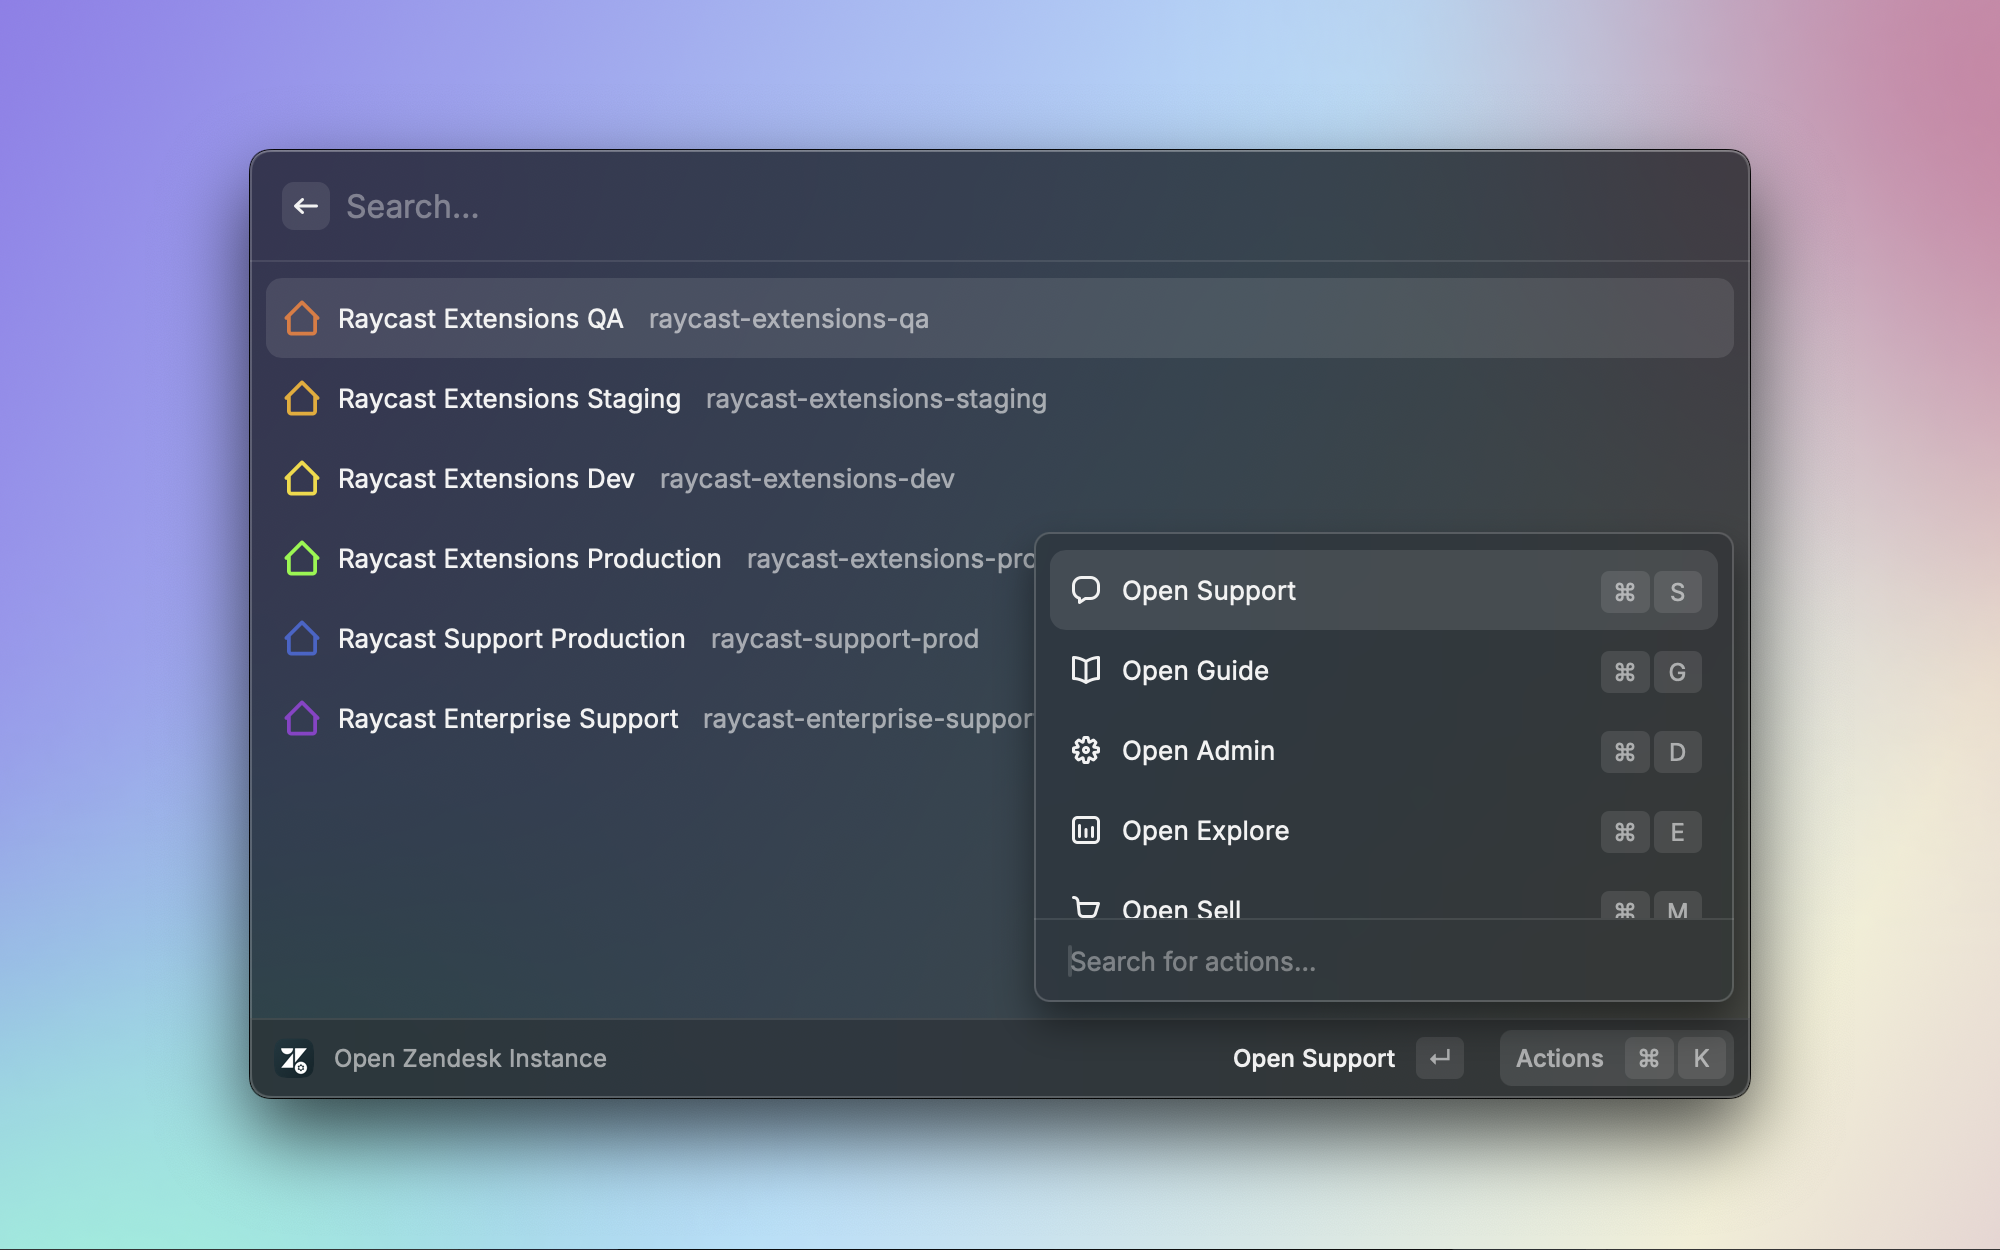 Search...
Raycast Extensions QA raycast-extensions-qa
Raycast Extensions Staging raycast-extensions-staging
Raycast Extensions Dev raycast-extensions-dev
Raycast Extensions Production raycast-extensions-pro
Raycast Support Production raycast-support-prod
Raycast Enterprise Support raycast-enterprise-suppor
Open Support ⌘ S
Open Guide ⌘ G
Open Admin ⌘ D
Open Explore ⌘ E
Open Sell ⌘ M
Search for actions...
Open Zendesk Instance
Open Support ↵
Actions ⌘ K